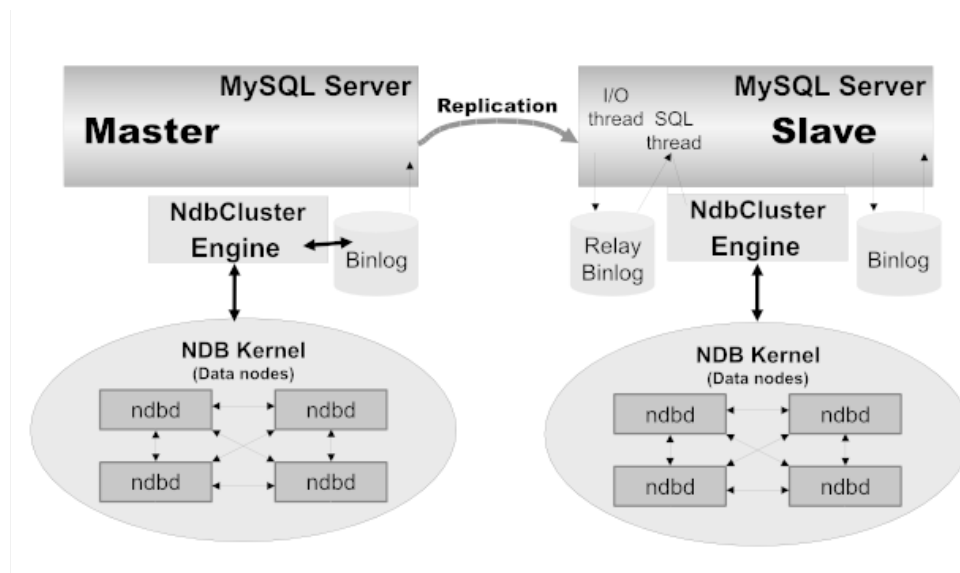 MySQL Server
Master
Replication
MySQL Server
I/O
thread
SQL
thread
Slave
NdbCluster
Engine
Binlog
Relay
Binlog
NdbCluster
Engine
Binlog
NDB Kernel
(Data nodes)
ndbd
ndbd
ndbd
ndbd
NDB Kernel
(Data nodes)
ndbd
ndbd
ndbd
ndbd